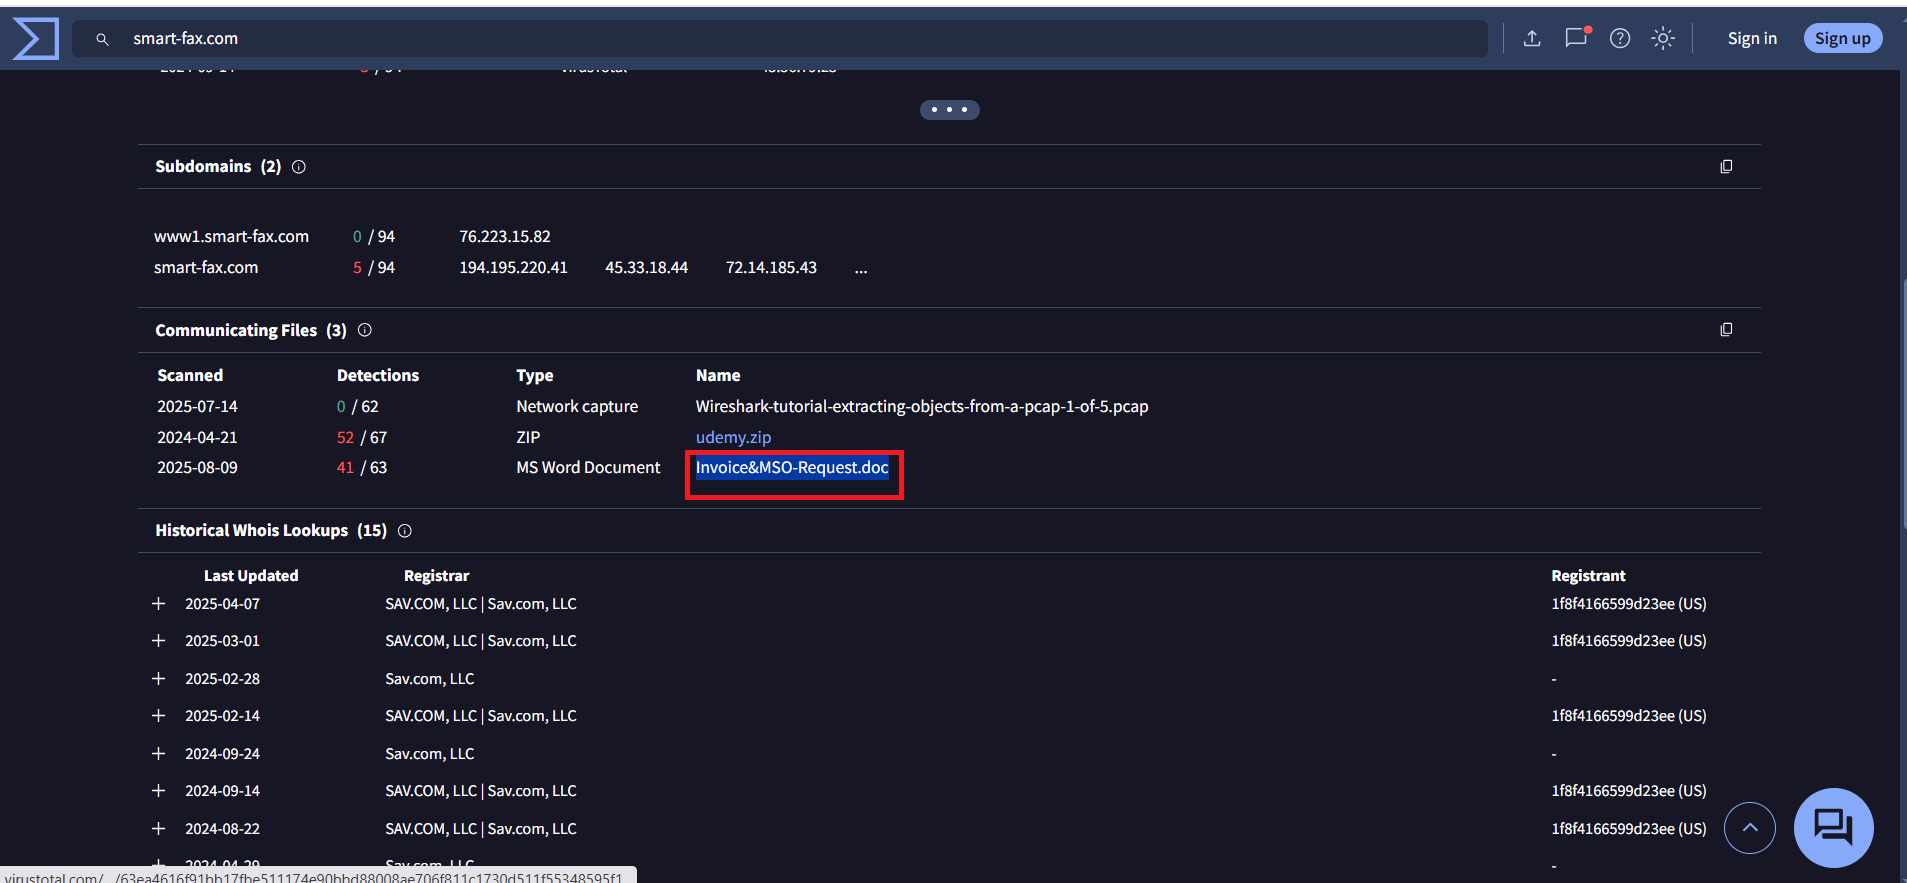 smart-fax.com
Sign in
Sign up
Subdomains (2)
www1.smart-fax.com 0 / 94 76.223.15.82
smart-fax.com 5 / 94 194.195.220.41 45.33.18.44 72.14.185.43 ...
Communicating Files (3)
Scanned Detections Type Name
2025-07-14 0 / 62 Network capture Wireshark-tutorial-extracting-objects-from-a-pcap-1-of-5.pcap
2024-04-21 52 / 67 ZIP udemy.zip
2025-08-09 41 / 63 MS Word Document Invoice&MSO-Request.doc
Historical Whois Lookups (15)
Last Updated Registrar Registrant
2025-04-07 SAV.COM, LLC | Sav.com, LLC 1f8f4166599d23ee (US)
2025-03-01 SAV.COM, LLC | Sav.com, LLC 1f8f4166599d23ee (US)
2025-02-28 Sav.com, LLC -
2025-02-14 SAV.COM, LLC | Sav.com, LLC 1f8f4166599d23ee (US)
2024-09-24 Sav.com, LLC -
2024-09-14 SAV.COM, LLC | Sav.com, LLC 1f8f4166599d23ee (US)
2024-08-22 SAV.COM, LLC | Sav.com, LLC 1f8f4166599d23ee (US)
2024-04-29 Sav.com, LLC -